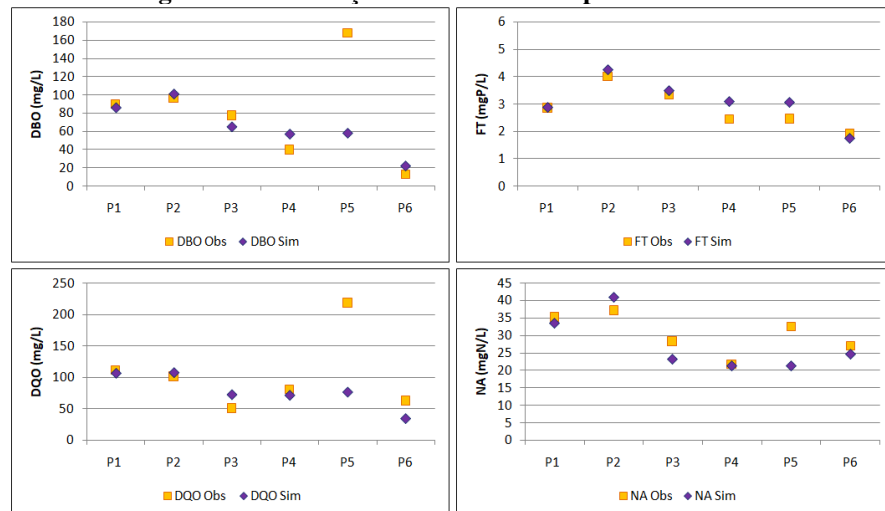 180
160
140
120
100
80
60
40
20
0
DBO (mg/L)
P1 P2 P3 P4 P5 P6
DBO Obs DBO Sim
6
5
4
3
2
1
0
FT (mgP/L)
P1 P2 P3 P4 P5 P6
FT Obs FT Sim
250
200
150
100
50
0
DQO (mg/L)
P1 P2 P3 P4 P5 P6
DQO Obs DQO Sim
45
40
35
30
25
20
15
10
5
0
NA (mgN/L)
P1 P2 P3 P4 P5 P6
NA Obs NA Sim